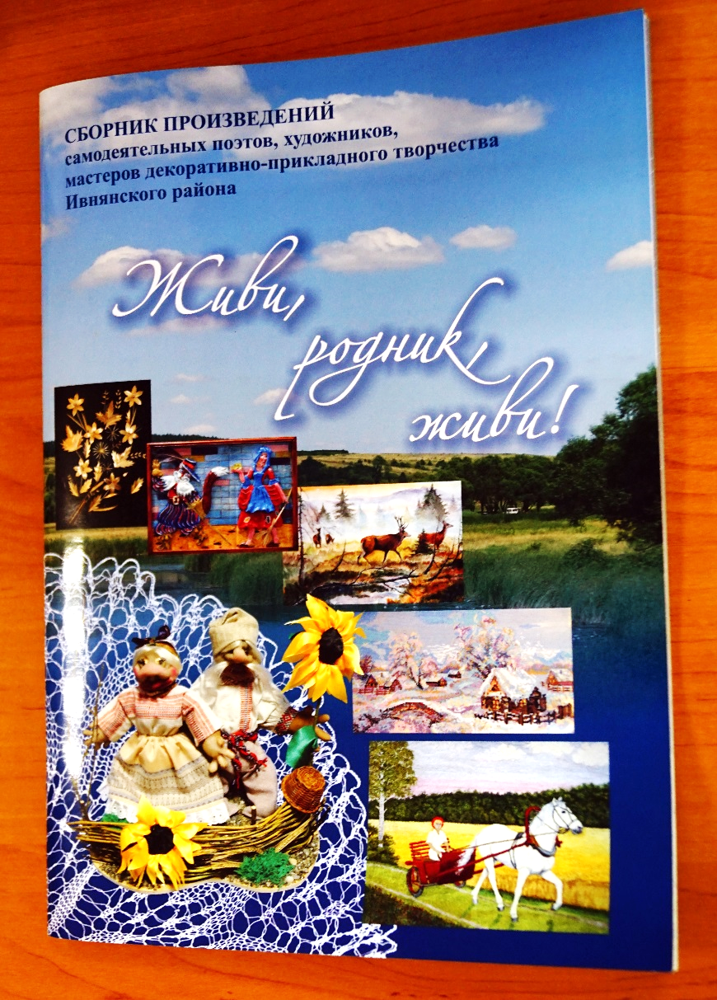 СБОРНИК ПРОИЗВЕДЕНИЙ
самодеятельных поэтов, художников,
мастеров декоративно-прикладного творчества
Ивнянского района
Живи,
родник,
живи!